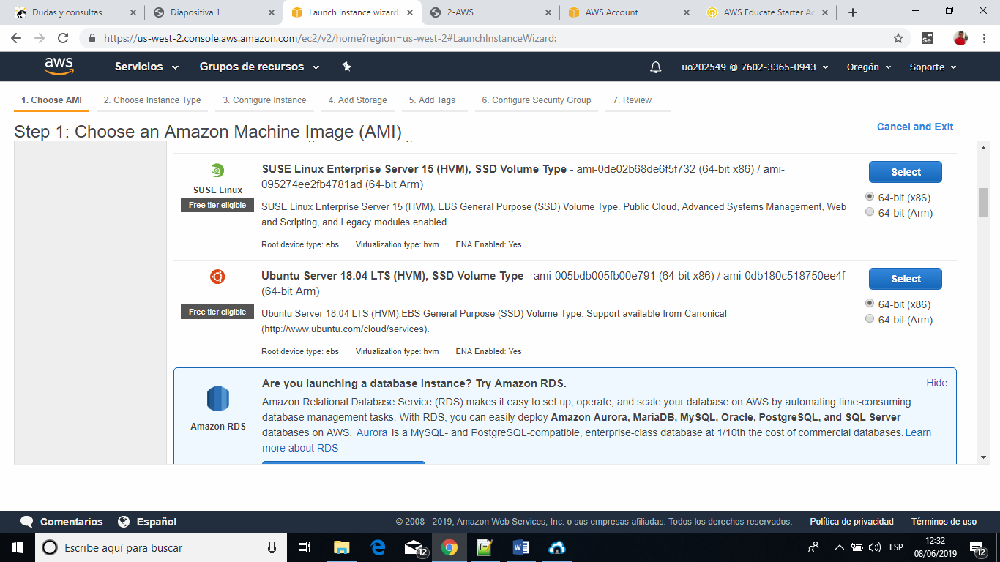 Dudas y consultas
Diapositiva 1
Launch instance wizard
2-AWS
AWS Account
AWS Educate Starter Ac
https://us-west-2.console.aws.amazon.com/ec2/v2/home?region=us-west-2#LaunchInstanceWizard:
Se
aws
Servicios
Grupos de recursos
uo202549 @ 7602-3365-0943
Oregón
Soporte
1. Choose AMI
2. Choose Instance Type
3. Configure Instance
4. Add Storage
5. Add Tags
6. Configure Security Group
7. Review
Step 1: Choose an Amazon Machine Image (AMI)
Cancel and Exit
SUSE Linux
Free tier eligible
SUSE Linux Enterprise Server 15 (HVM), SSD Volume Type - ami-0de02b68de6f5f732 (64-bit x86) / ami-
095274ee2fb4781ad (64-bit Arm)
SUSE Linux Enterprise Server 15 (HVM), EBS General Purpose (SSD) Volume Type. Public Cloud, Advanced Systems Management, Web
and Scripting, and Legacy modules enabled.
Root device type: ebs
Virtualization type: hvm
ENA Enabled: Yes
Select
64-bit (x86)
64-bit (Arm)
Free tier eligible
Ubuntu Server 18.04 LTS (HVM), SSD Volume Type - ami-005bdb005fb00e791 (64-bit x86) / ami-0db180c518750ee4f
(64-bit Arm)
Ubuntu Server 18.04 LTS (HVM),EBS General Purpose (SSD) Volume Type. Support available from Canonical
(http://www.ubuntu.com/cloud/services).
Root device type: ebs
Virtualization type: hvm
ENA Enabled: Yes
Select
64-bit (x86)
64-bit (Arm)
Amazon RDS
Are you launching a database instance? Try Amazon RDS.
Hide
Amazon Relational Database Service (RDS) makes it easy to set up, operate, and scale your database on AWS by automating time-consuming
database management tasks. With RDS, you can easily deploy Amazon Aurora, MariaDB, MySQL, Oracle, PostgreSQL, and SQL Server
databases on AWS. Aurora is a MySQL- and PostgreSQL-compatible, enterprise-class database at 1/10th the cost of commercial databases. Learn
more about RDS
Comentarios
Español
© 2008 - 2019, Amazon Web Services, Inc. o sus empresas afiliadas. Todos los derechos reservados.
Política de privacidad
Términos de uso
Escribe aquí para buscar
12
ESP
12:32
08/06/2019
12